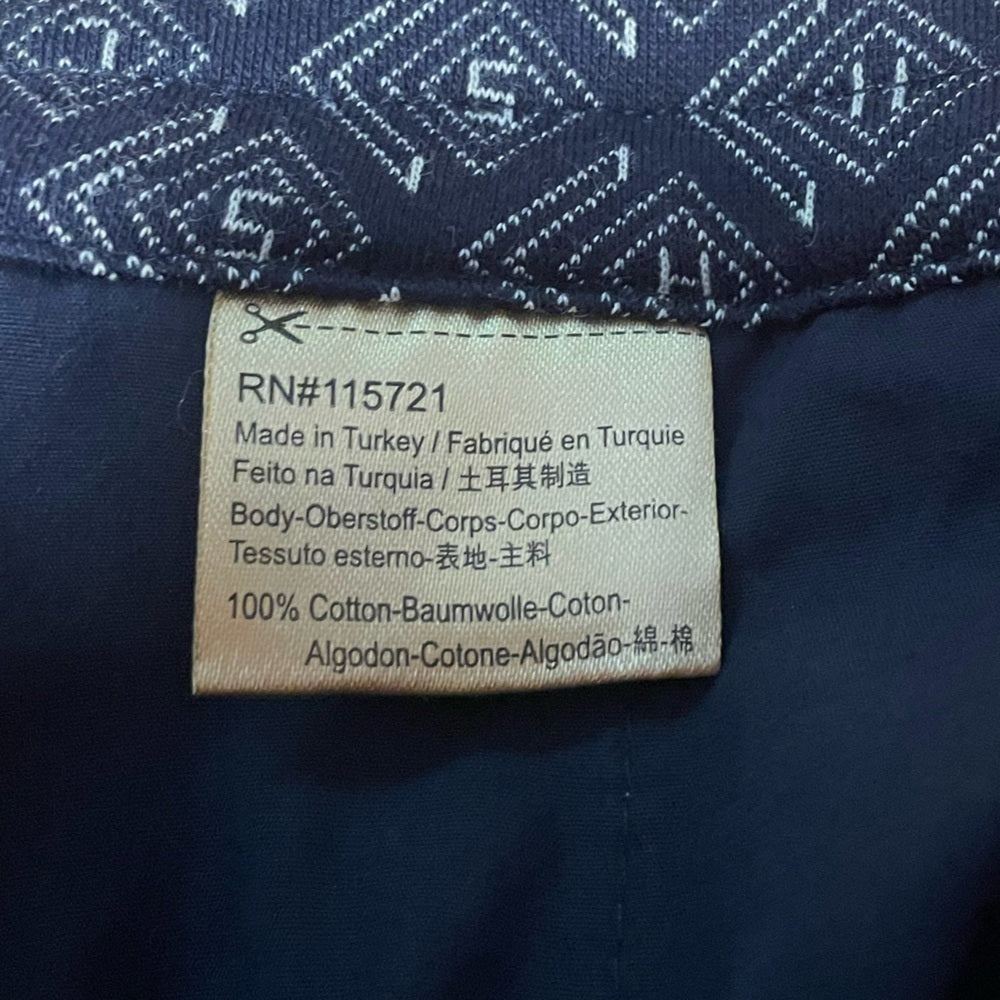 S
H
S
H
RN#115721
Made in Turkey / Fabriqué en Turquie
Feito na Turquia / 土耳其制造
Body-Oberstoff-Corps-Corpo-Exterior-
Tessuto esterno-表地-主料
100% Cotton-Baumwolle-Coton-
Algodon-Cotone-Algodão-綿-棉